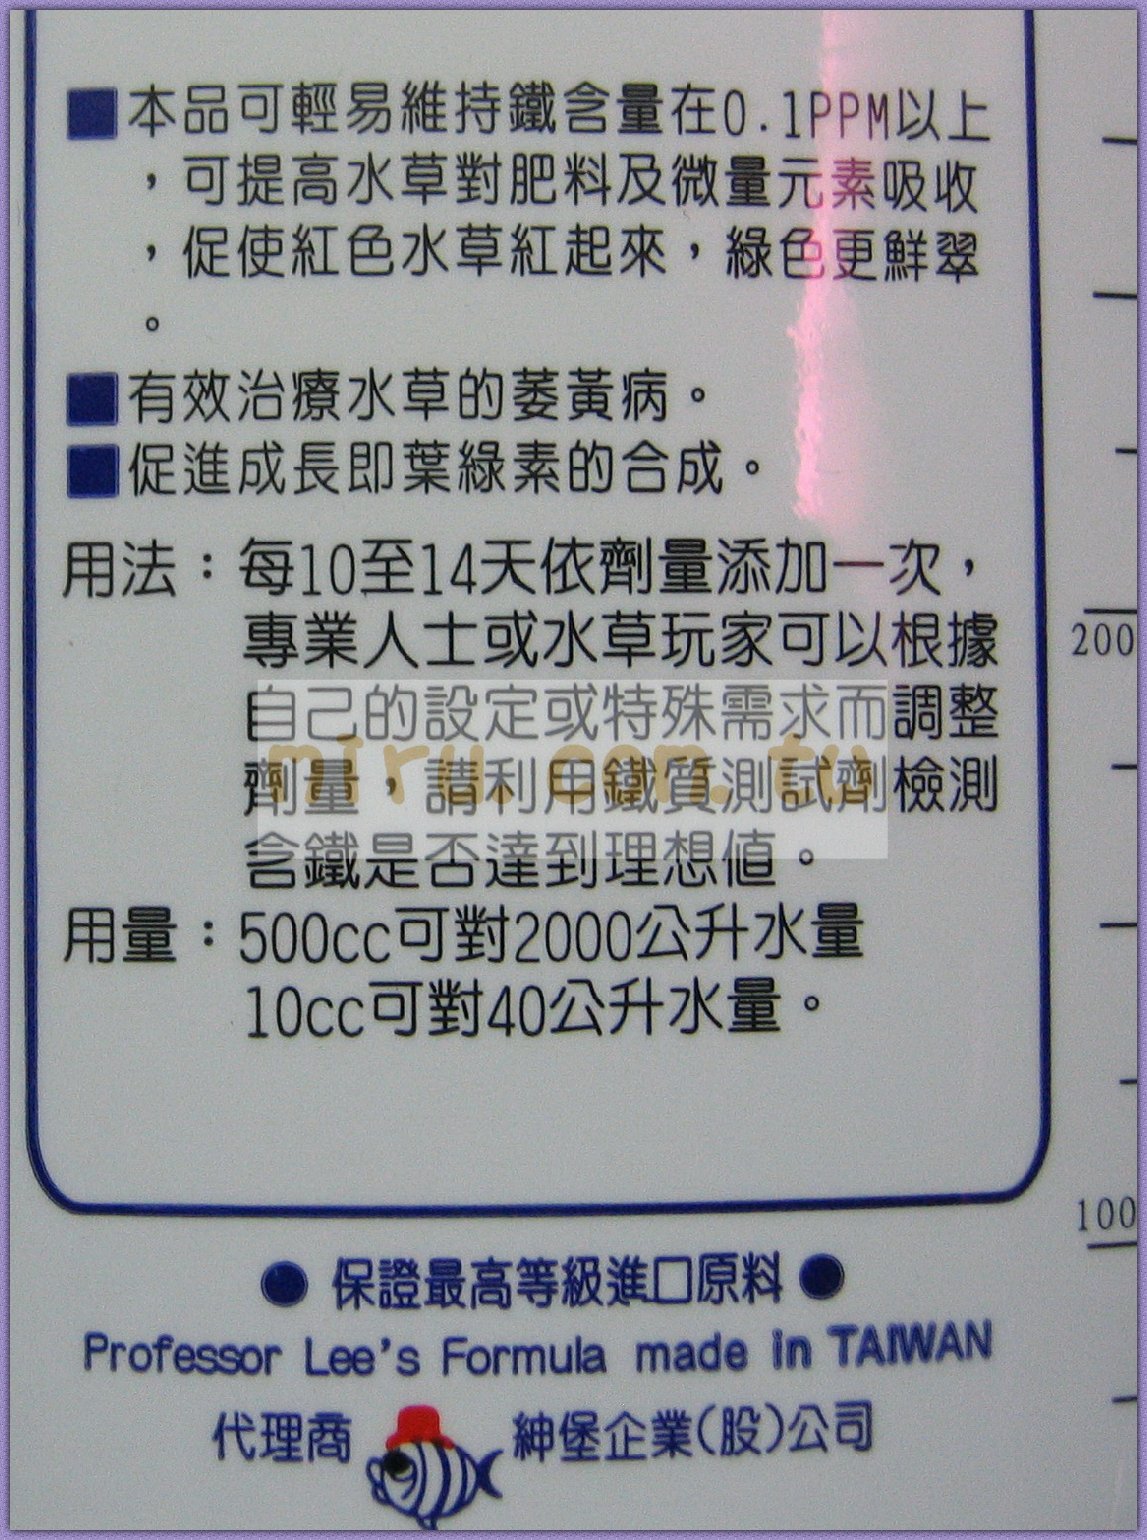 ■本品可輕易維持鐵含量在0.1PPM以上
，可提高水草對肥料及微量元素吸收
，促使紅色水草紅起來，綠色更鮮翠
。
■有效治療水草的萎黃病。
■促進成長即葉綠素的合成。
用法：每10至14天依劑量添加一次，
專業人士或水草玩家可以根據
自己的設定或特殊需求而調整
劑量，請利用鐵質測試劑檢測
含鐵是否達到理想値。
用量：500cc可對2000公升水量
10cc可對40公升水量。
miru.com.tw
200
100
● 保證最高等級進口原料 ●
Professor Lee's Formula made in TAIWAN
代理商 紳堡企業(股)公司